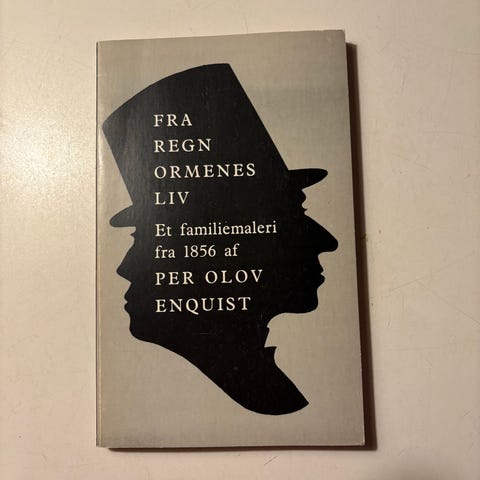 FRA
REGN
ORMENES
LIV
Et familiemaleri
fra 1856 af
PER OLOV
ENQUIST